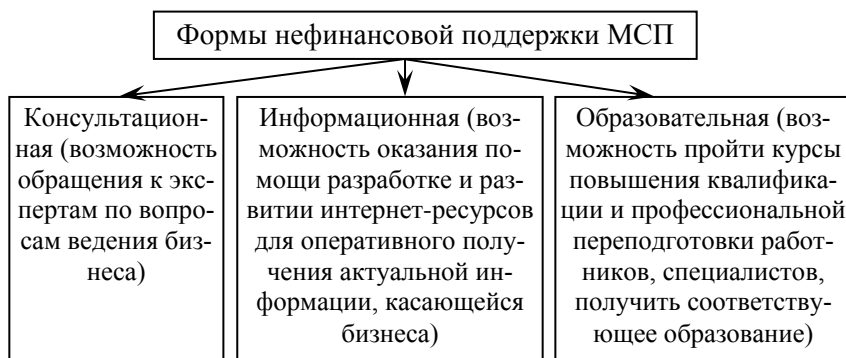 Формы нефинансовой поддержки МСП
Консультацион-
ная (возможность
обращения к экс-
пертам по вопро-
сам ведения биз-
неса)
Информационная (воз-
можность оказания по-
мощи разработке и раз-
витии интернет-ресурсов
для оперативного полу-
чения актуальной ин-
формации, касающейся
бизнеса)
Образовательная (воз-
можность пройти курсы
повышения квалифика-
ции и профессиональной
переподготовки работ-
ников, специалистов,
получить соответству-
ющее образование)